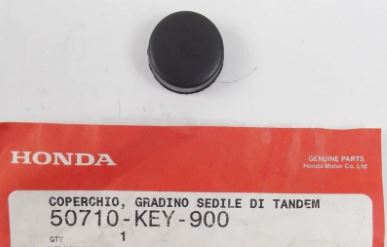 HONDA
GENUINE PARTS
Honda Motor Co. Ltd.
COPERCHIO, GRADINO SEDILE DI TANDEM
50710-KEY-900
QTY. 1